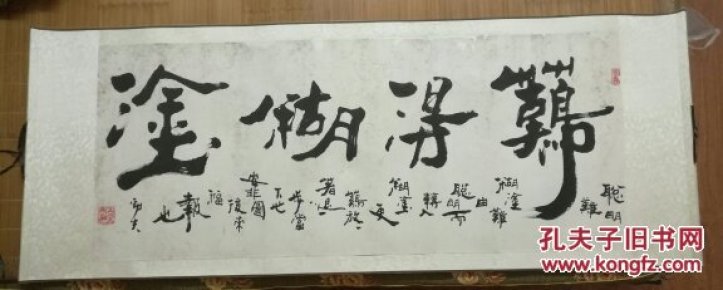 難得糊塗
聰明
難
糊塗
難
由
聰明而
轉入
糊塗
更
難放一
著退一
步當
下心
安非圖
後來
福
報
也
孔夫子旧书网
www.kongfz.com